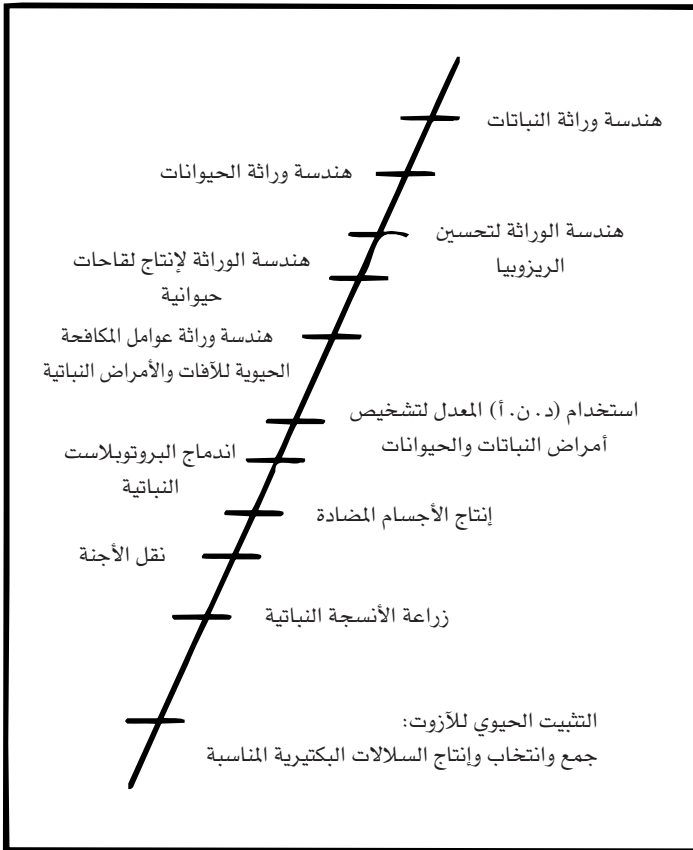 هندسة وراثة النباتات
هندسة وراثة الحيوانات
هندسة الوراثة لتحسين
الريزوبيا
هندسة الوراثة لإنتاج لقاحات
حيوانية
هندسة وراثة عوامل المكافحة
الحيوية للآفات والأمراض النباتية
استخدام (د.ن.أ) المعدل لتشخيص
أمراض النباتات والحيوانات
اندماج البروتوبلاست
النباتية
إنتاج الأجسام المضادة
نقل الأجنة
زراعة الأنسجة النباتية
التثبيت الحيوي للآزوت:
جمع وانتخاب وإنتاج السلالات البكتيرية المناسبة